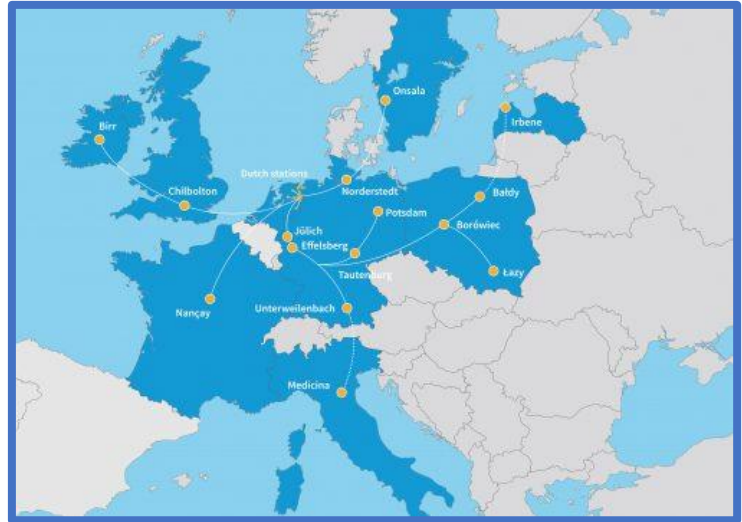 Onsala
Birr
Irbene
Dutch stations
Chilbolton
Norderstedt
Bałdy
Potsdam
Jülich
Borówiec
Effelsberg
Tautenburg
Łazy
Unterweilenbach
Nançay
Medicina